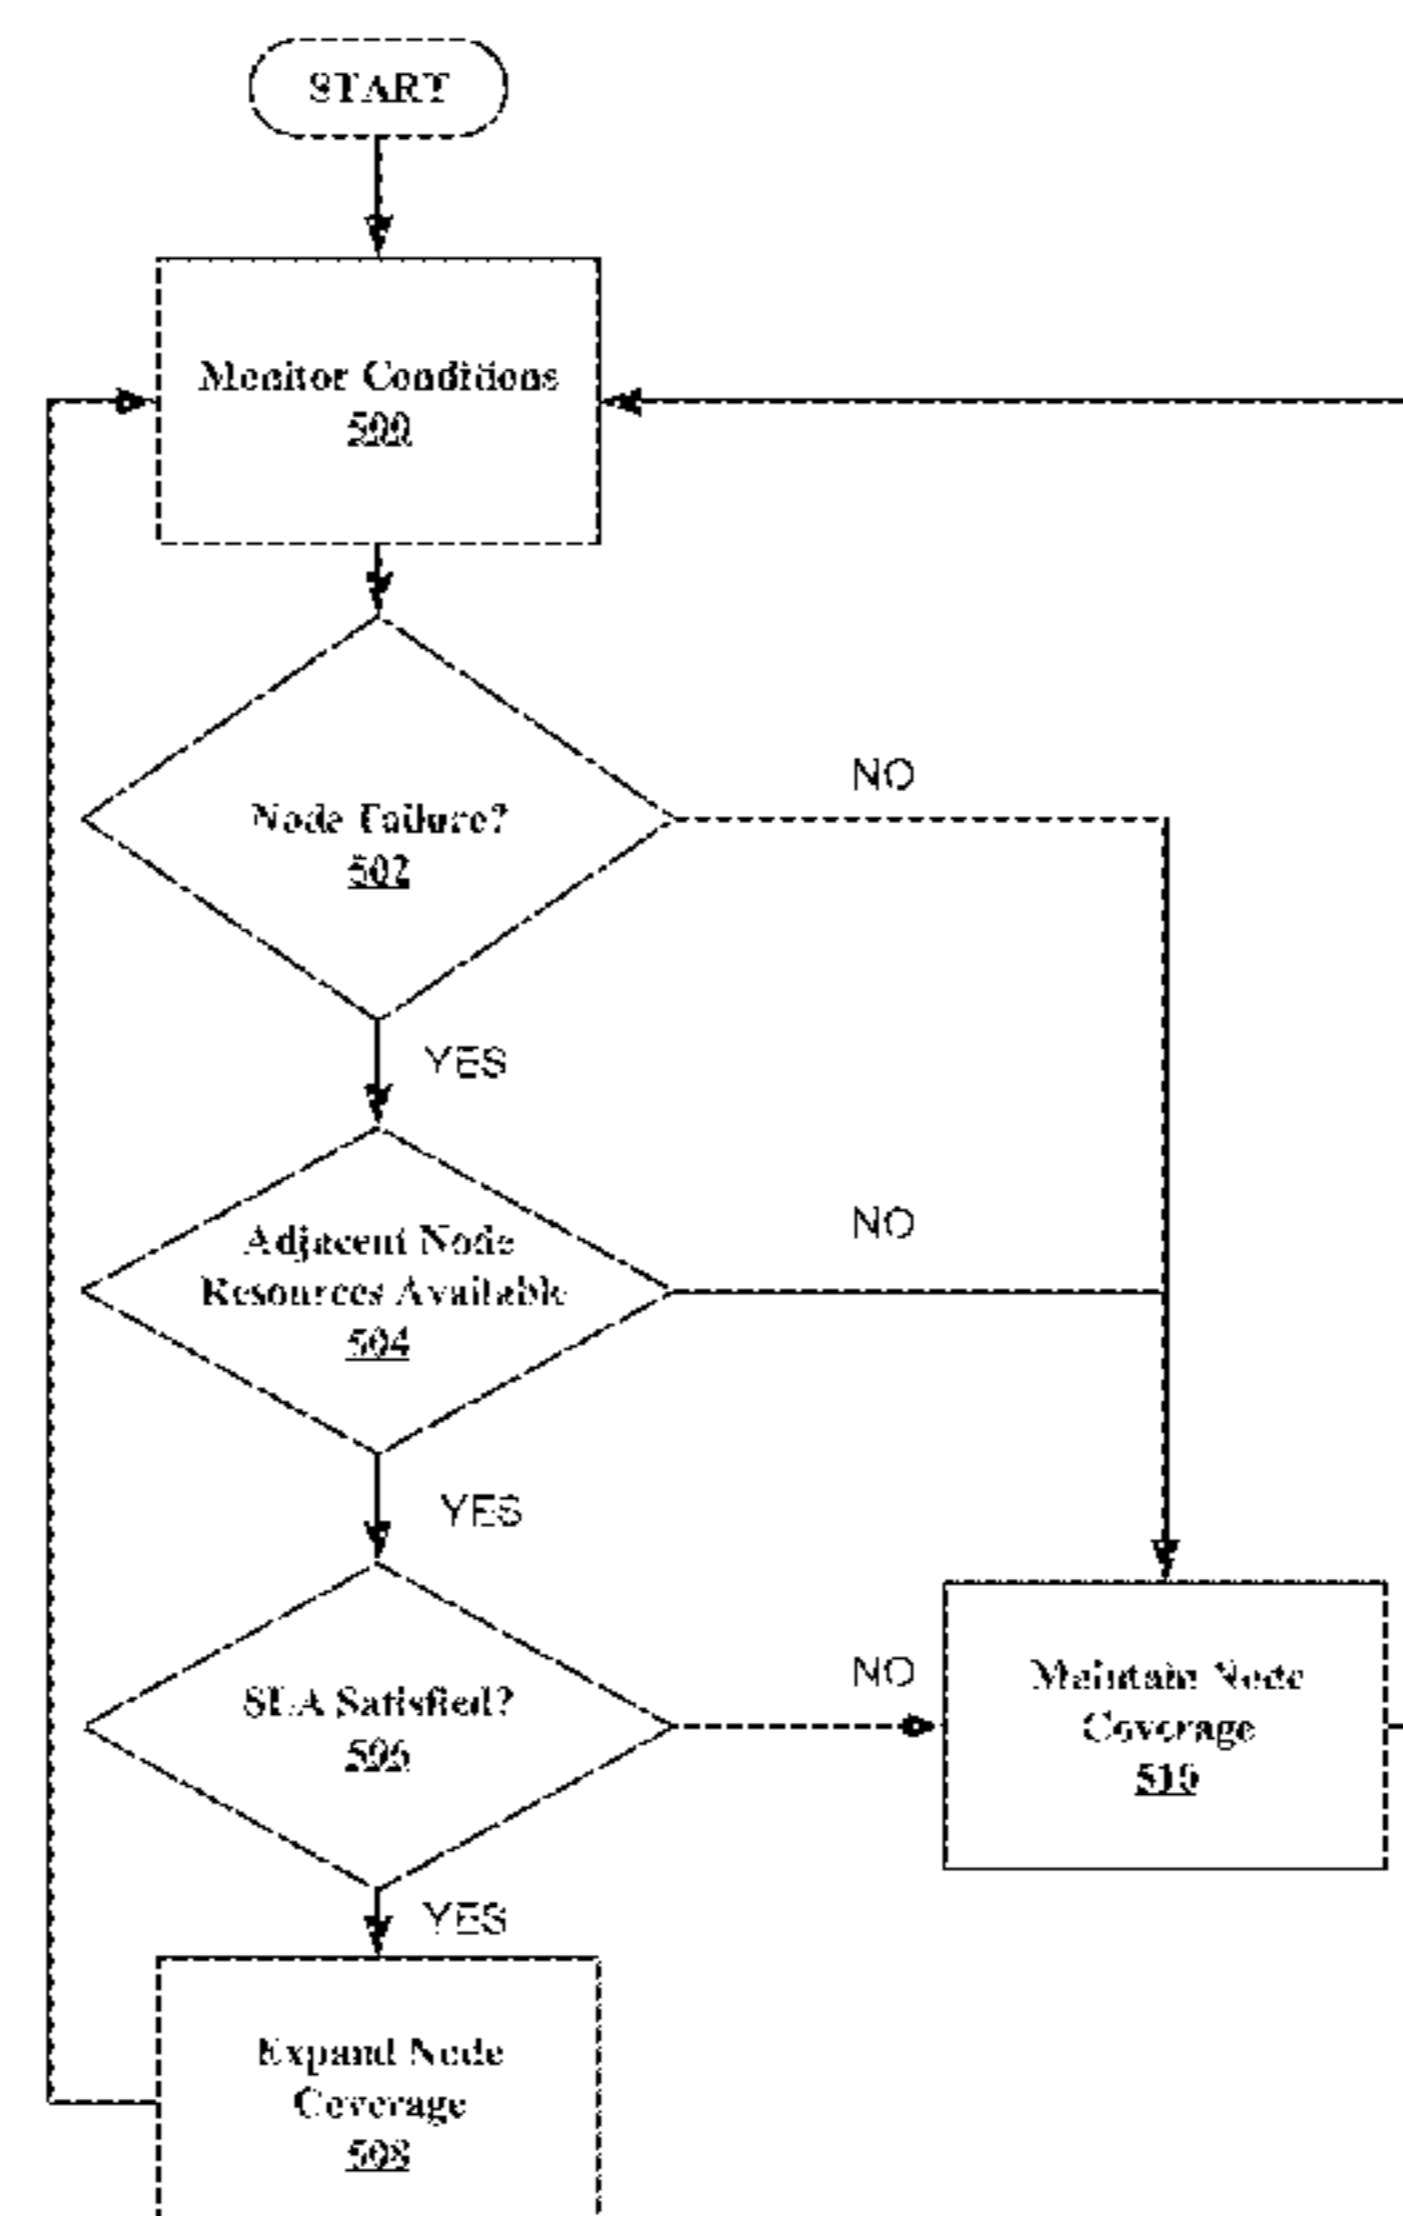 START
Monitor Conditions
500
Node Failure?
502
NO
YES
Adjacent Node
Resources Available
504
NO
YES
SLA Satisfied?
506
NO
Maintain Node
Coverage
510
YES
Expand Node
Coverage
508